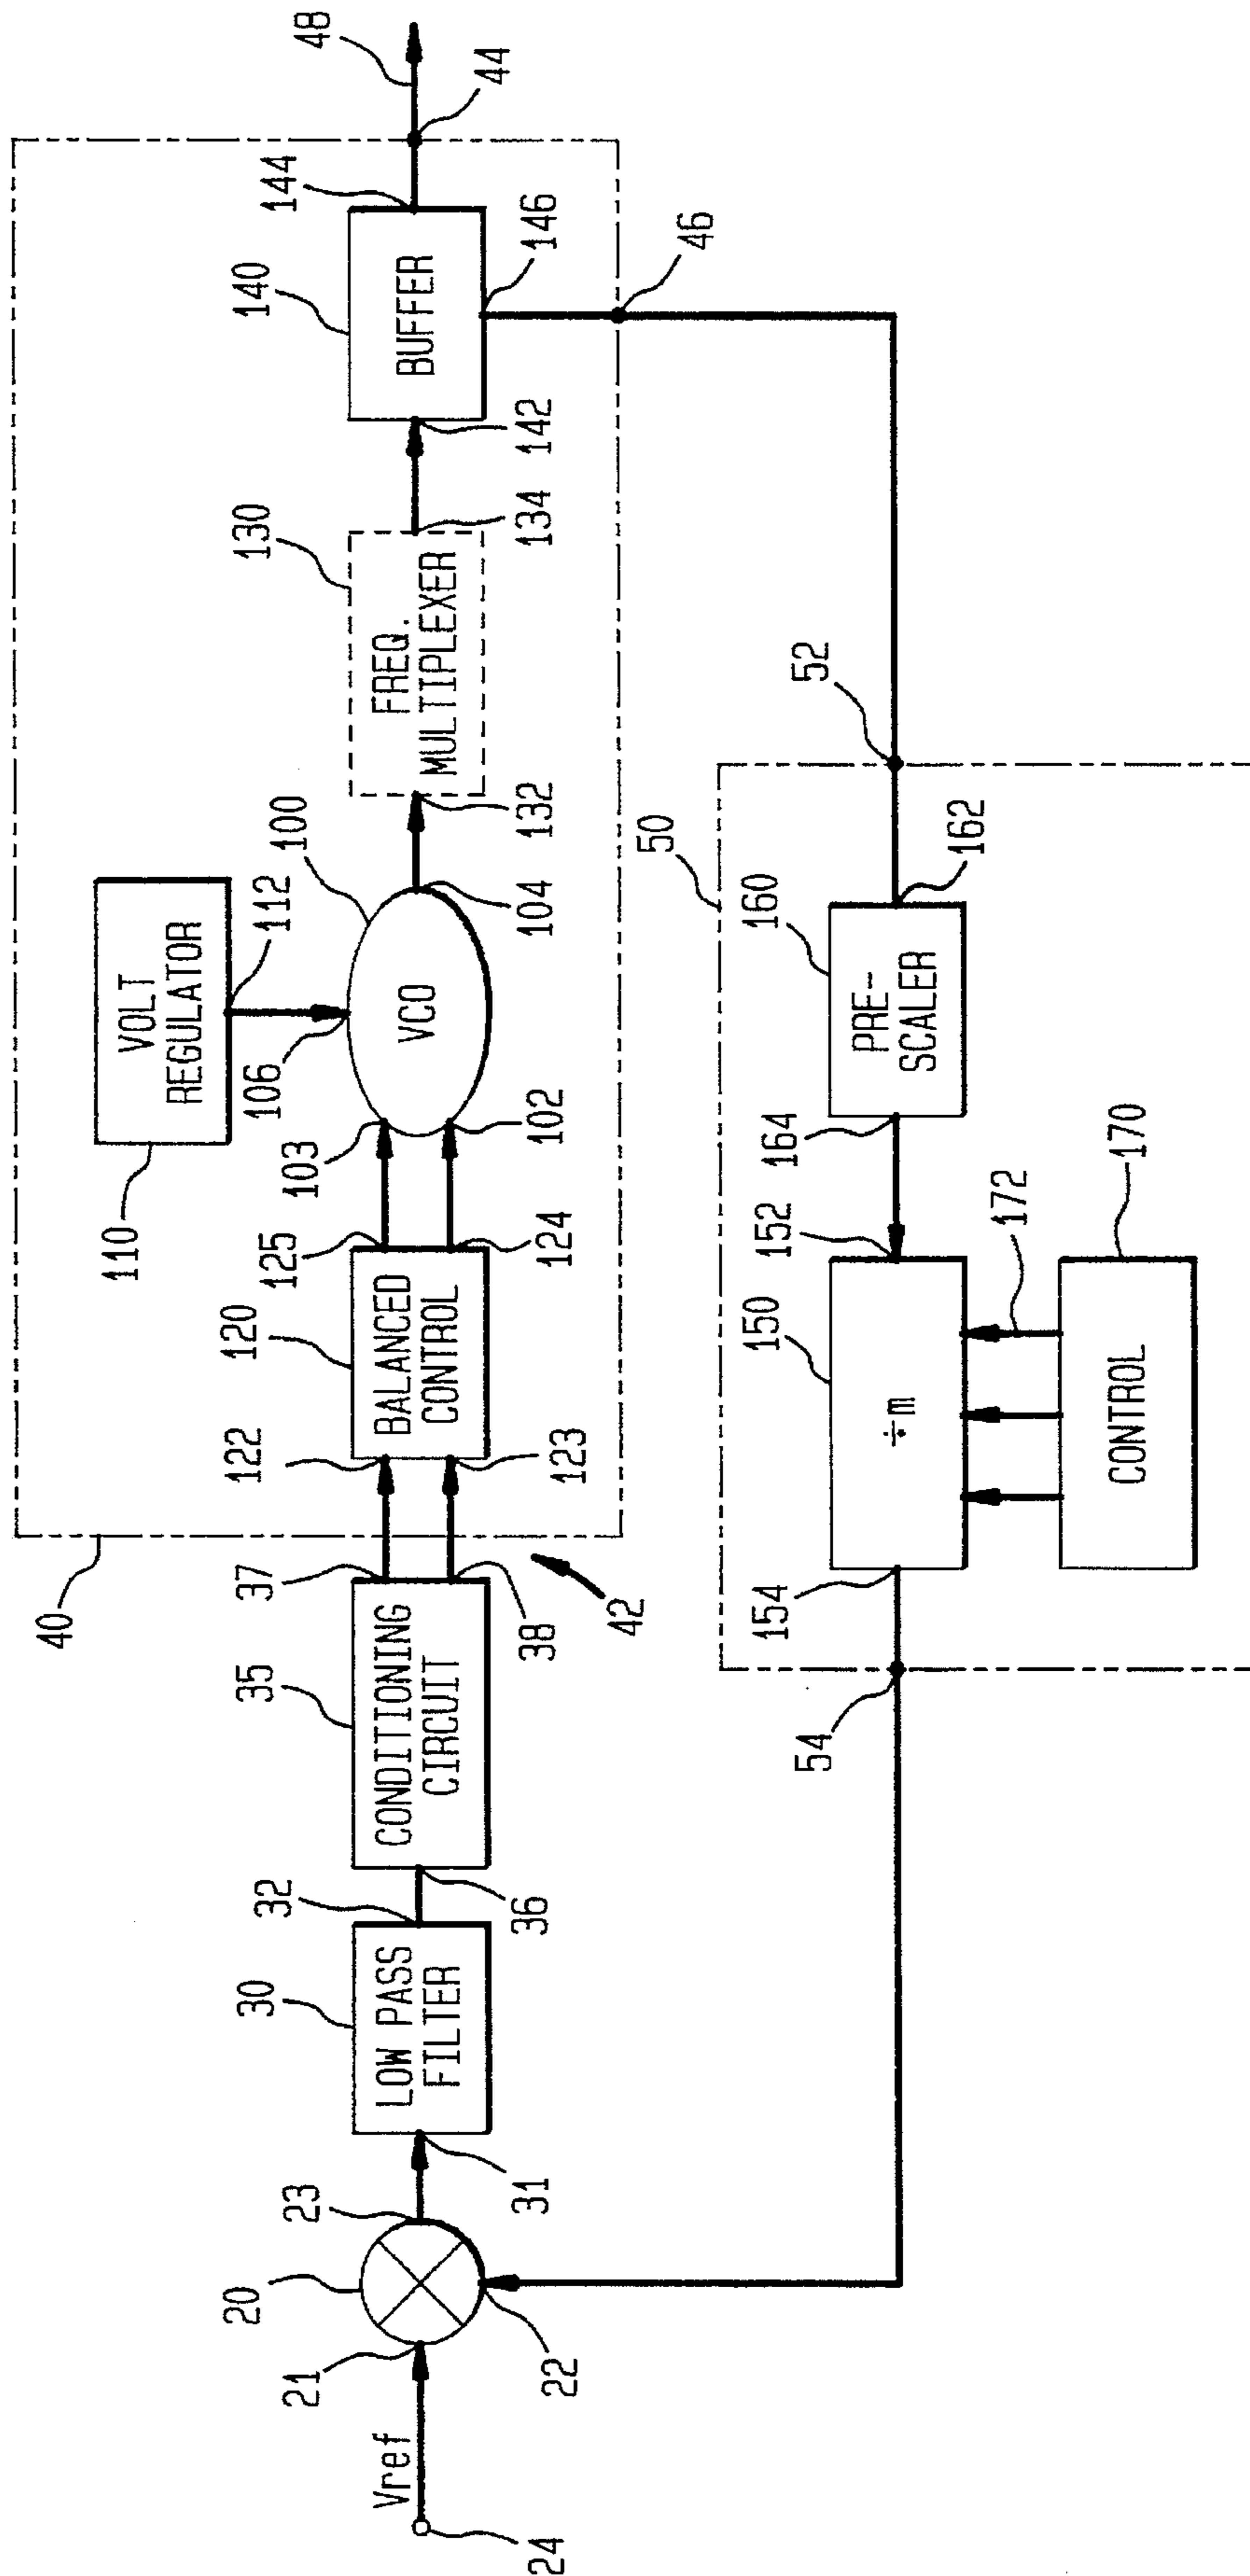 40
110
VOLT
REGULATOR
112
106
100
VCO
103
102
104
130
FREQ.
MULTIPLEXER
132
134
140
BUFFER
142
144
146
44
48
46
120
BALANCED
CONTROL
122
123
125
124
42
35
CONDITIONING
CIRCUIT
37
38
36
30
LOW PASS
FILTER
32
31
20
23
21
22
Vref
24
50
52
160
PRE-
SCALER
162
164
150
÷m
152
154
54
170
CONTROL
172